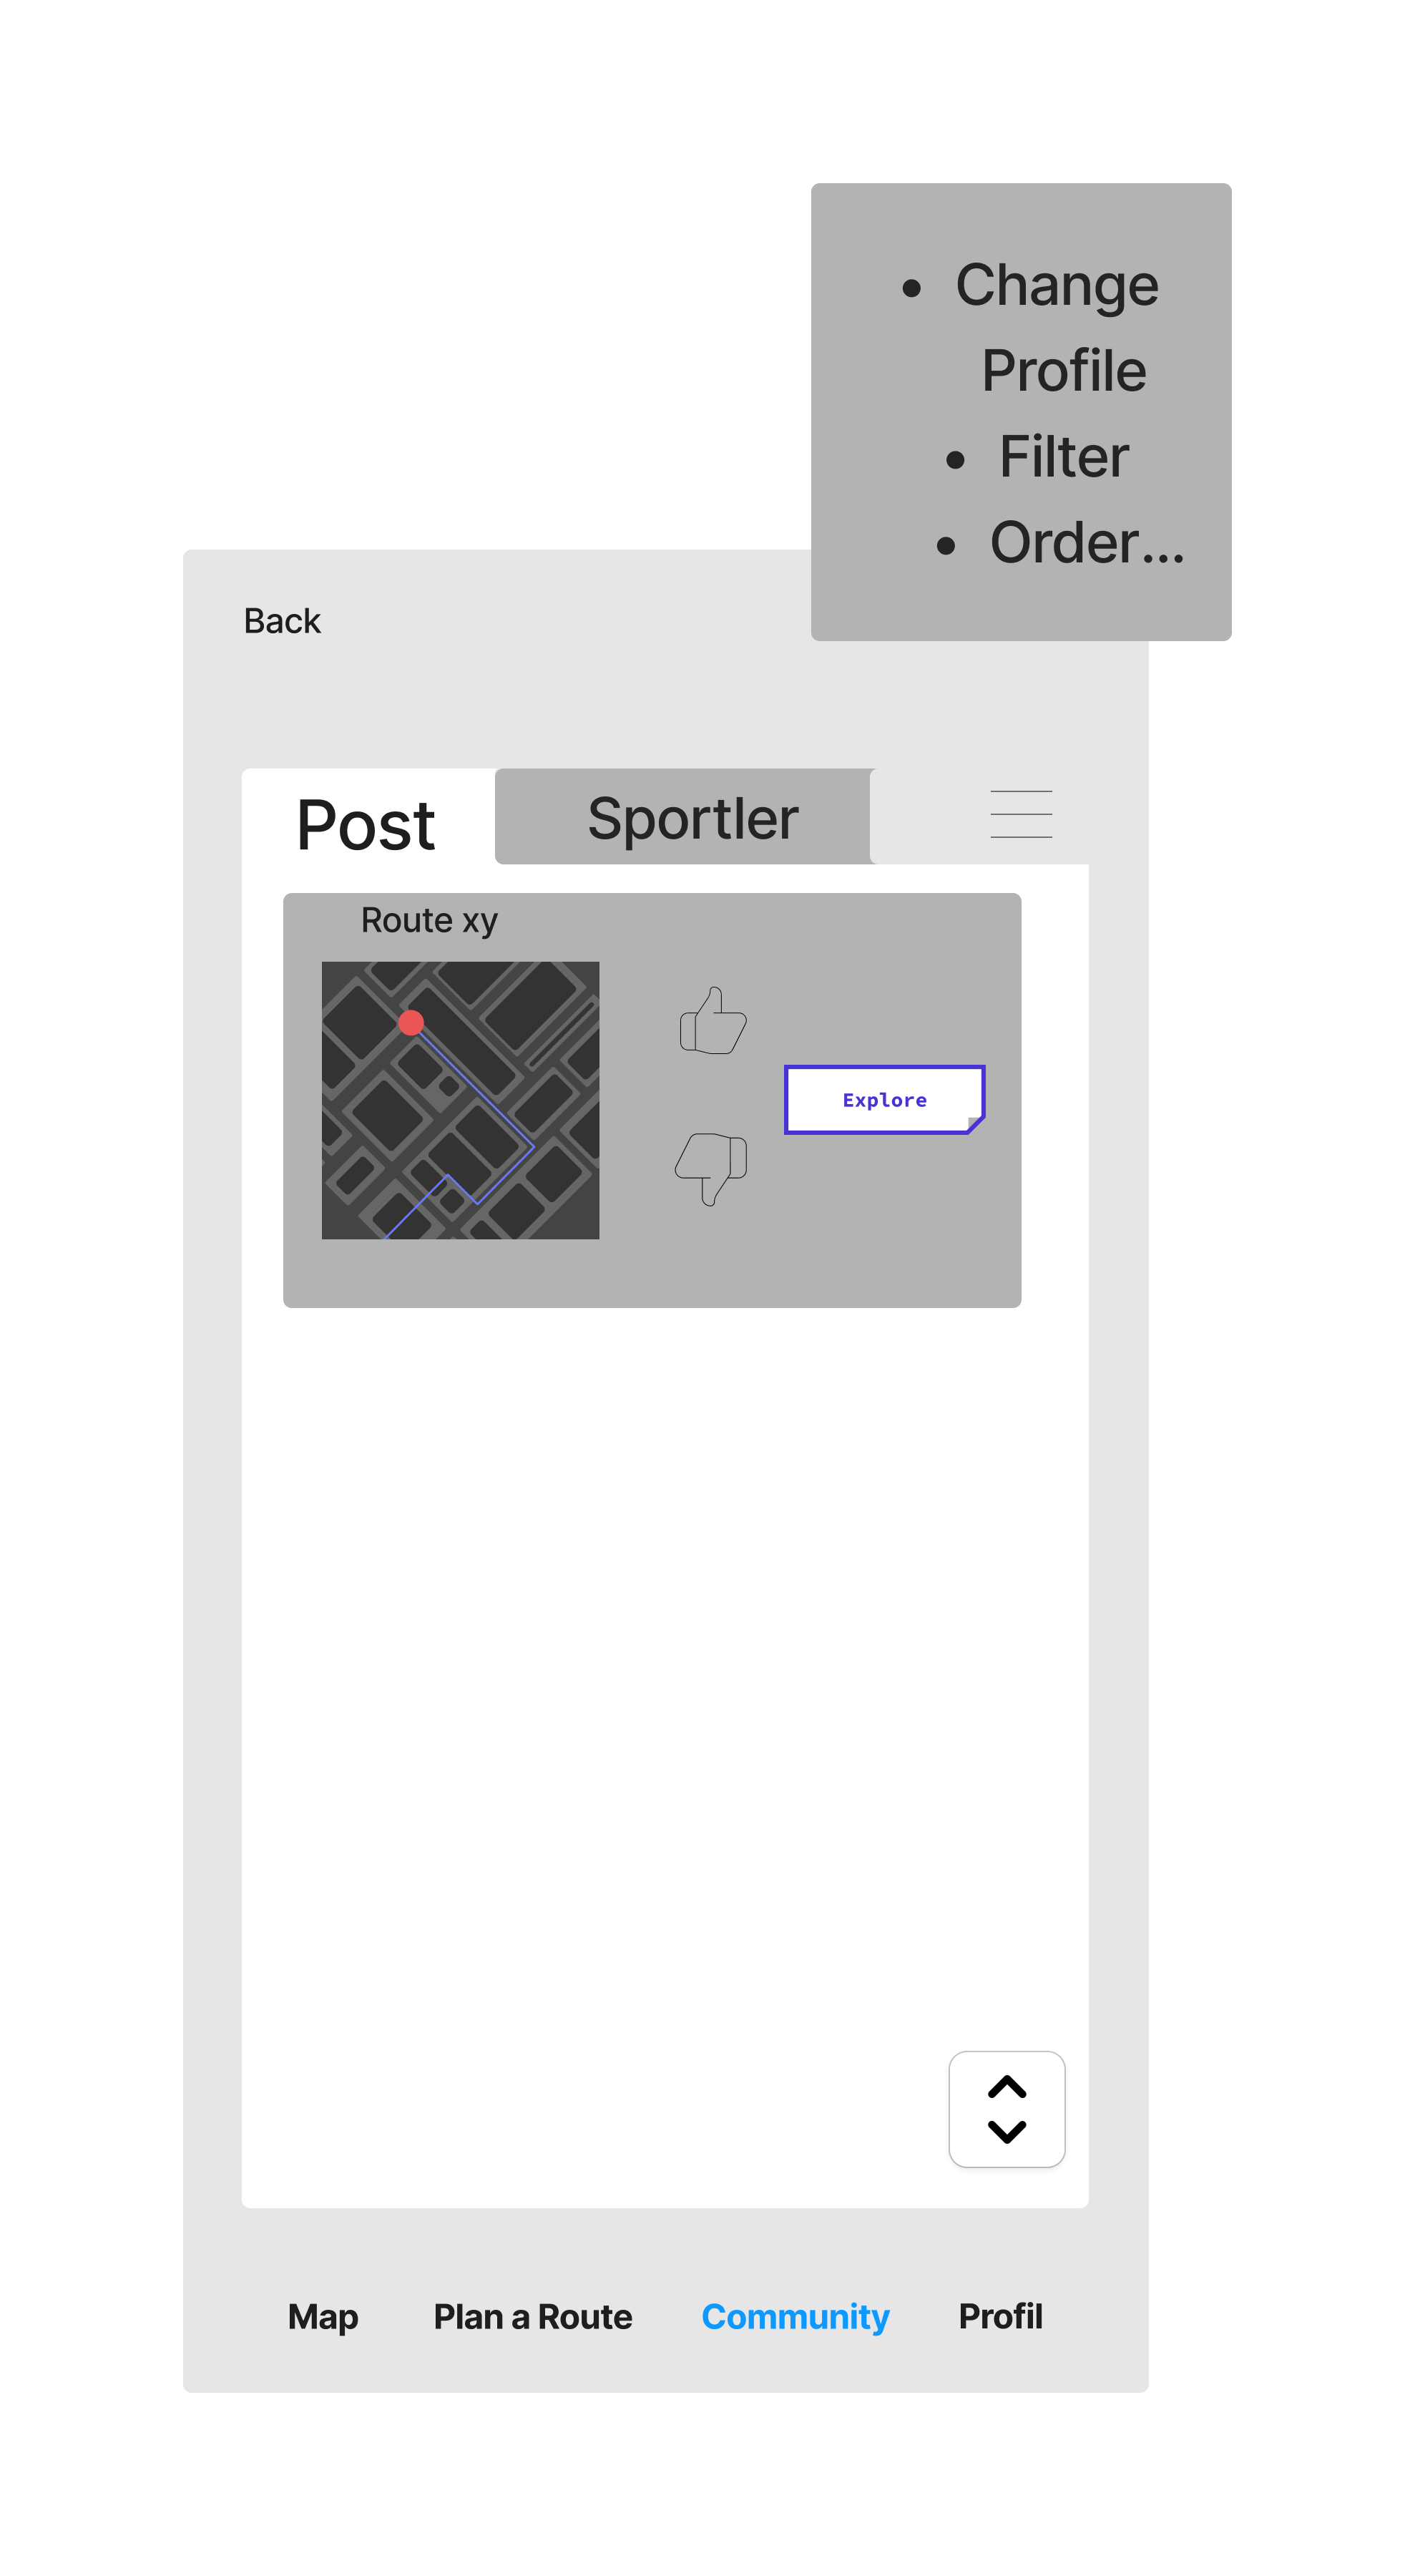 • Change
Profile
• Filter
• Order...
Back
Post
Sportler
Route xy
Explore
Map
Plan a Route
Community
Profil